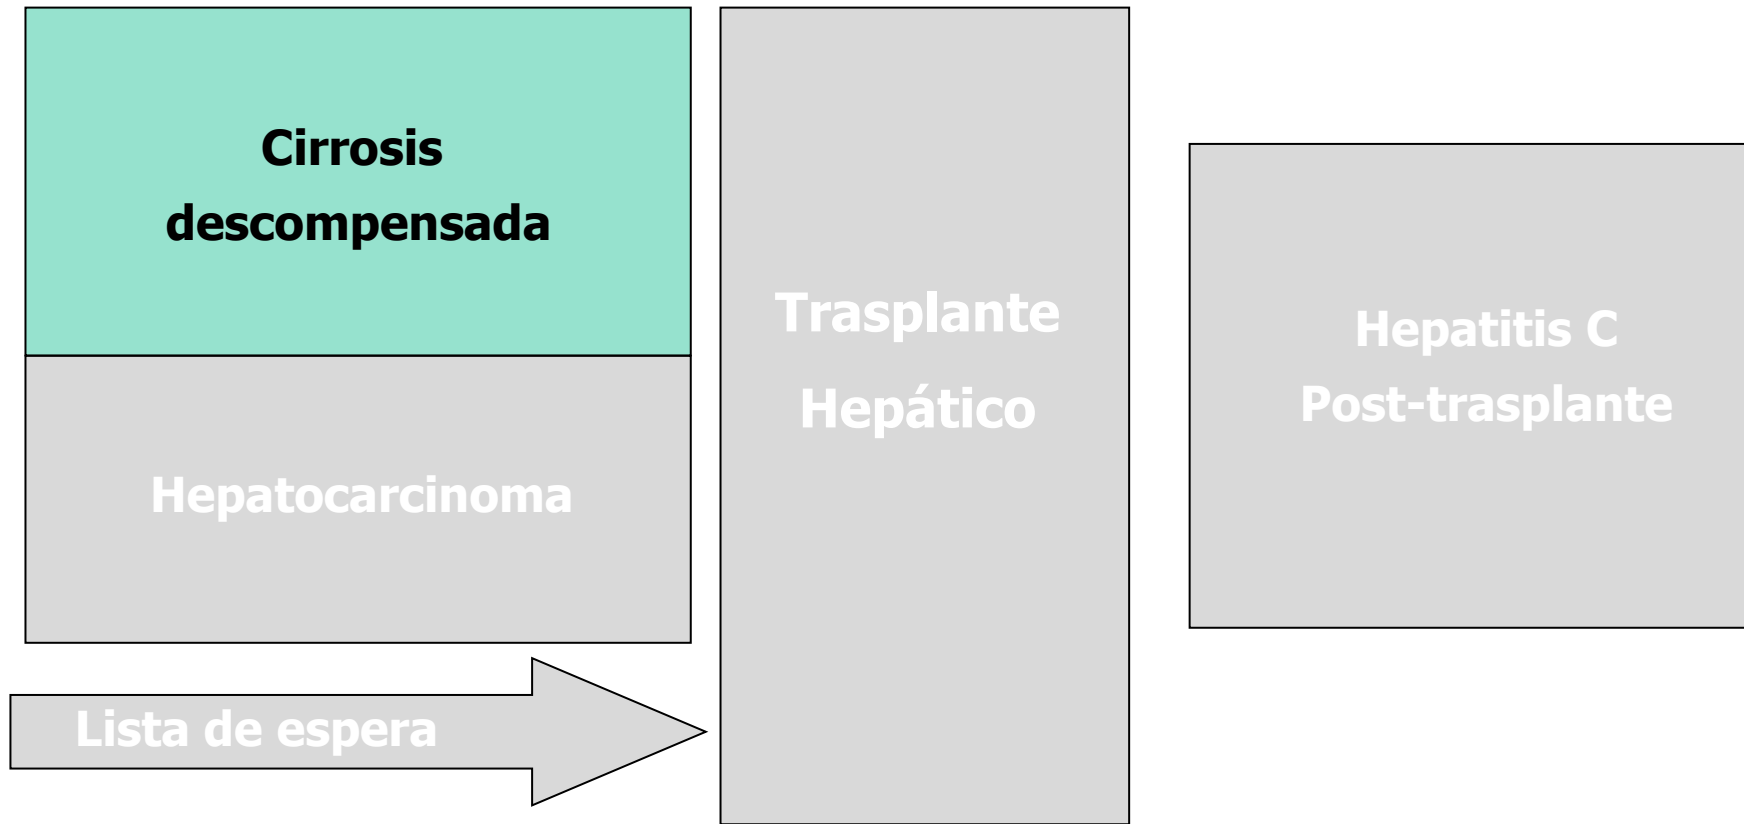 Cirrosis
descompensada
Hepatocarcinoma
Lista de espera
Trasplante
Hepático
Hepatitis C
Post-trasplante